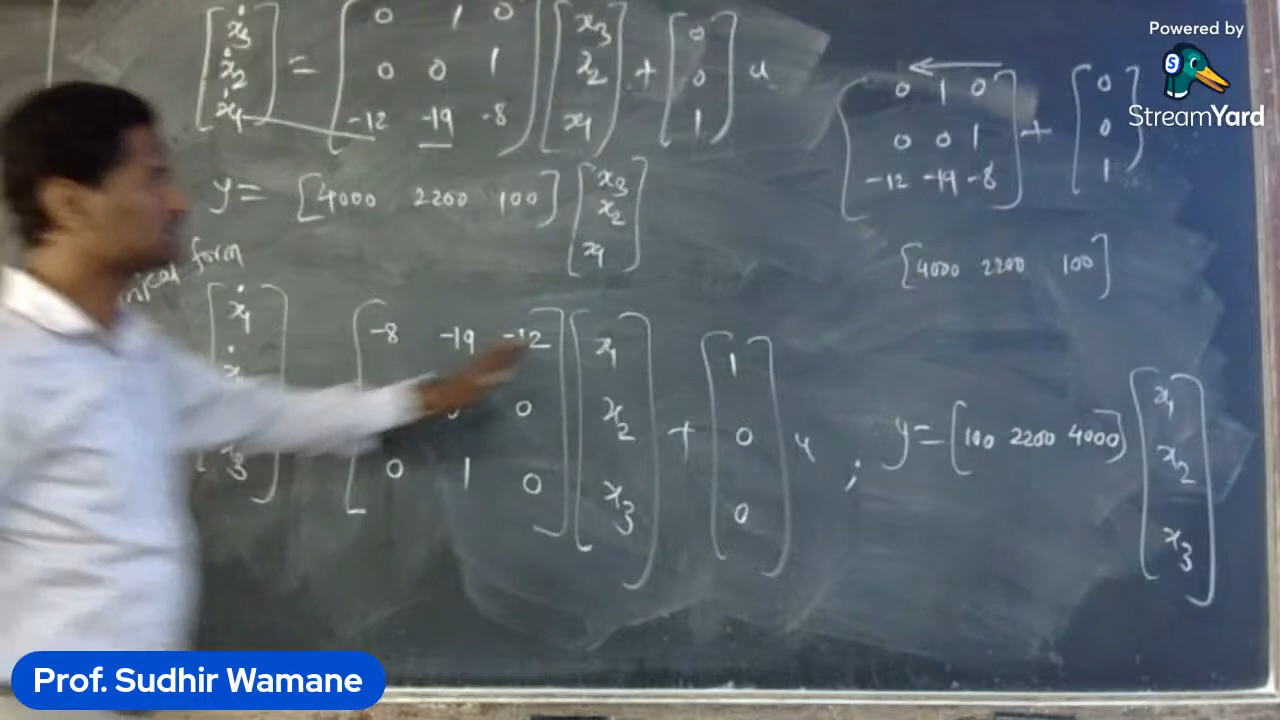 [ẋ3 ẋ2 ẋ1] = [0 1 0; 0 0 1; -12 -19 -8] [x3 x2 x1] + [0 0 1] u
y = [4000 2200 100] [x3 x2 x1]
form
[ẋ1 ẋ ẋ3] [-8 -19 -12; 0; 0 1 0] [x1 x2 x3] + [1 0 0] u ; y = [100 2200 4000] [x1 x2 x3]
[0 1 0; 0 0 1; -12 -19 -8] + [0 0 1]
[4000 2200 100]
Powered by
StreamYard
Prof. Sudhir Wamane